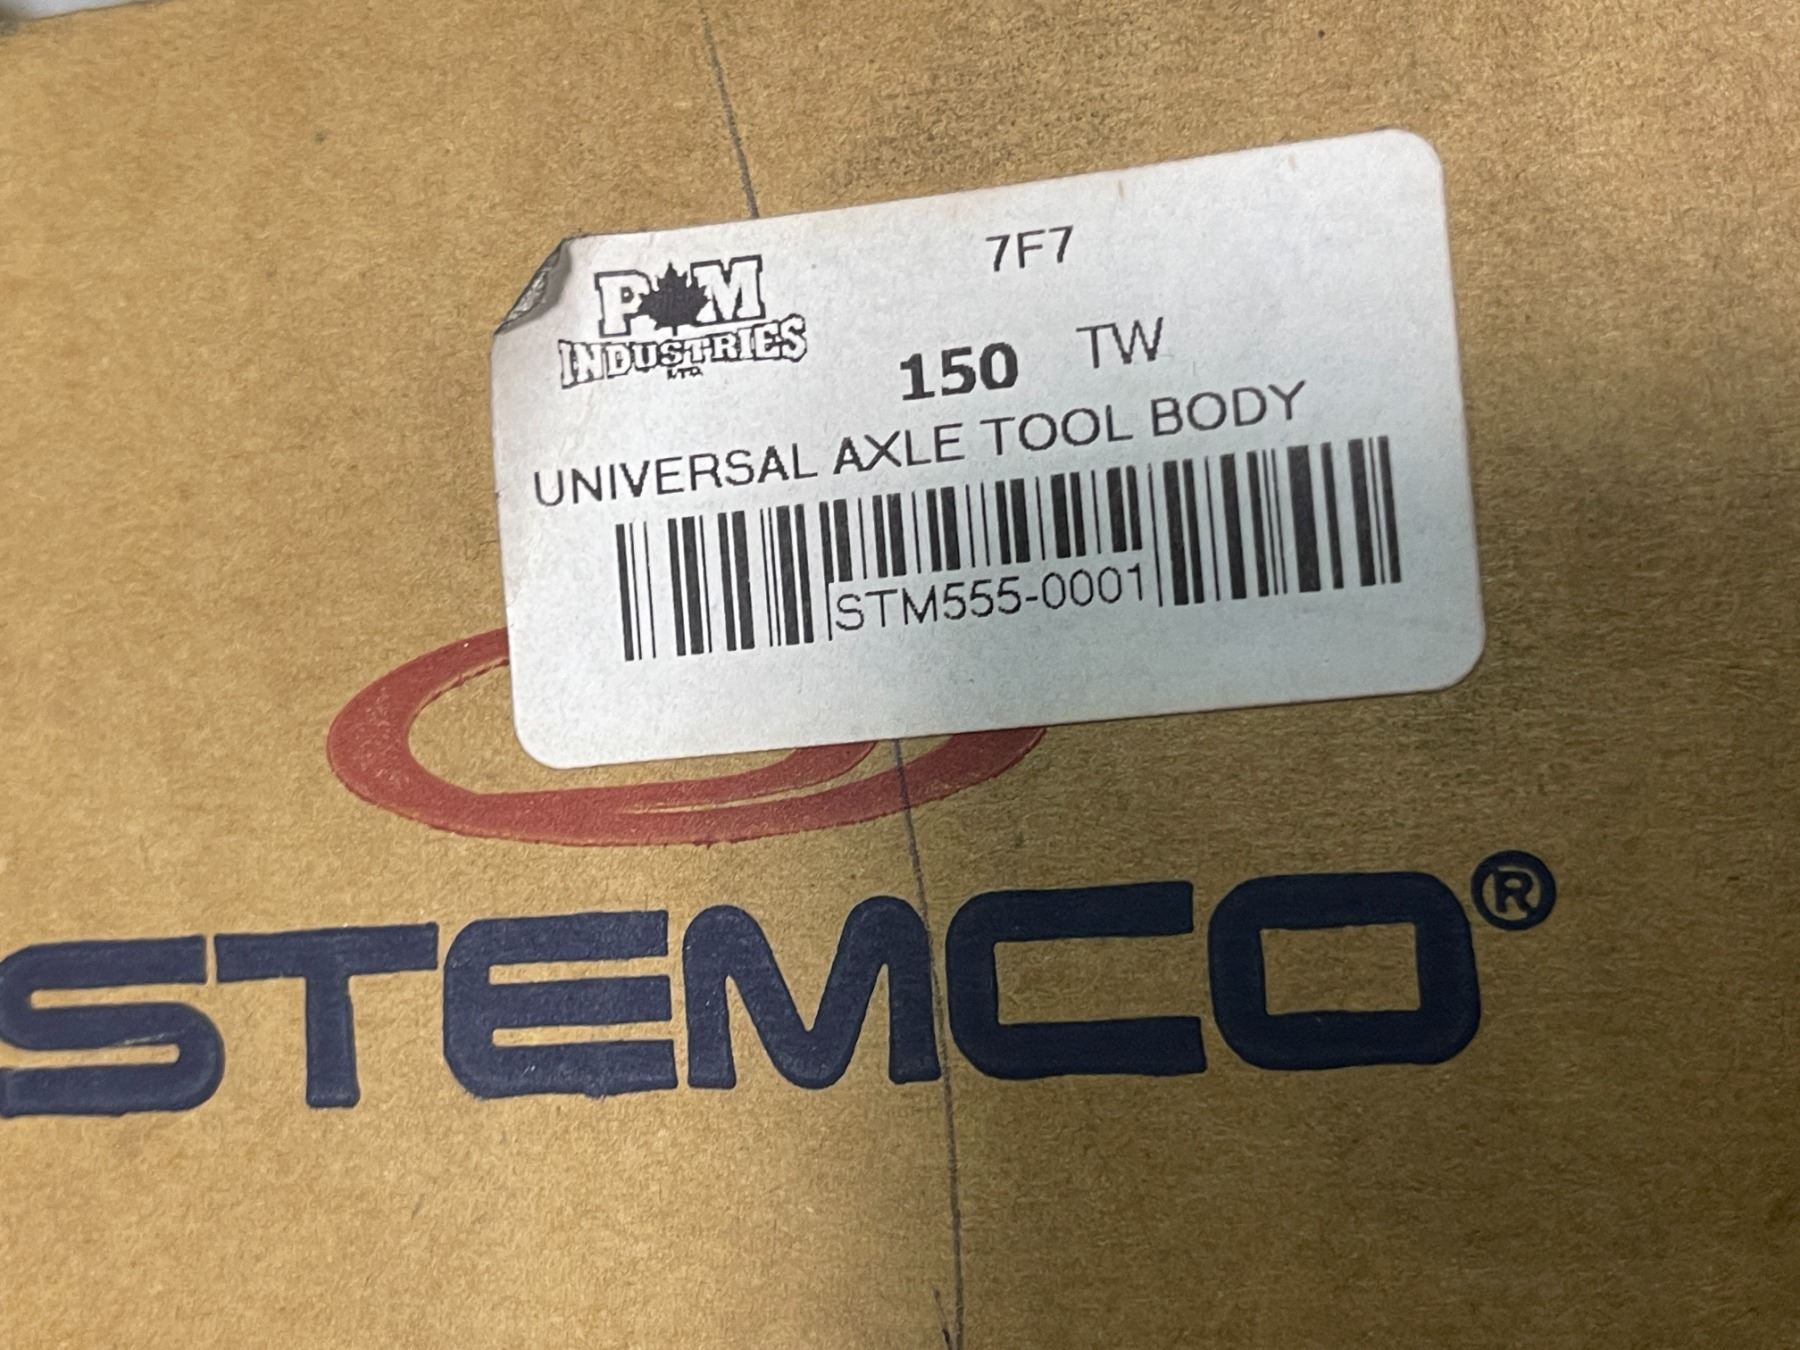 7F7
P M
INDUSTRIES
LTD.
150 TW
UNIVERSAL AXLE TOOL BODY
STM555-0001
STEMCO®